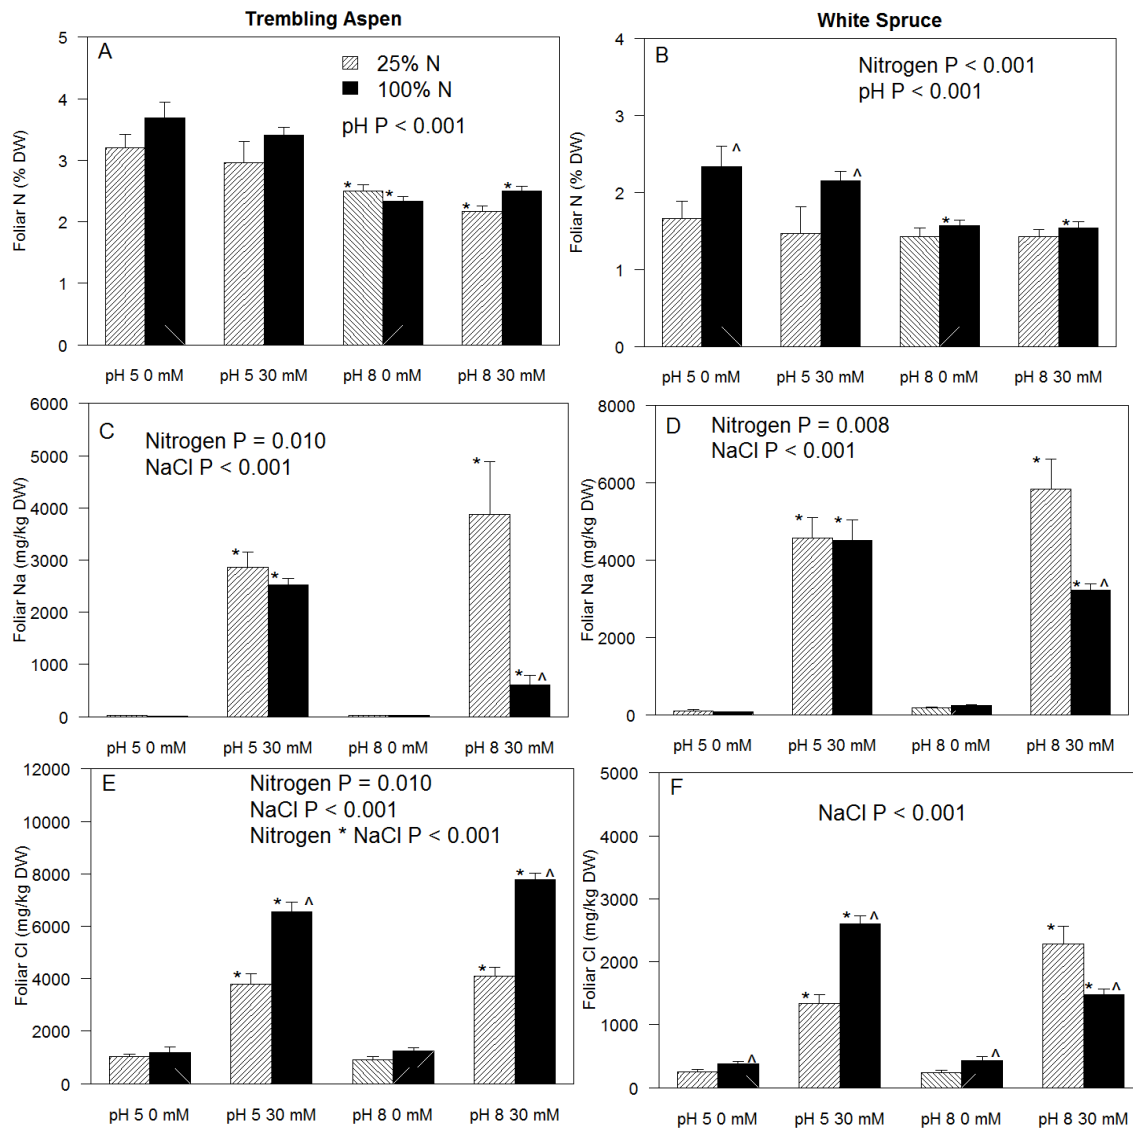 Trembling Aspen
White Spruce
A
25% N
100% N
pH P < 0.001
Foliar N (% DW)
5
4
3
2
1
0
* * * *
pH 5 0 mM pH 5 30 mM pH 8 0 mM pH 8 30 mM
B
Nitrogen P < 0.001
pH P < 0.001
Foliar N (% DW)
4
3
2
1
0
^ ^ * *
pH 5 0 mM pH 5 30 mM pH 8 0 mM pH 8 30 mM
C
Nitrogen P = 0.010
NaCl P < 0.001
Foliar Na (mg/kg DW)
6000
5000
4000
3000
2000
1000
0
* * * * ^
pH 5 0 mM pH 5 30 mM pH 8 0 mM pH 8 30 mM
D
Nitrogen P = 0.008
NaCl P < 0.001
Foliar Na (mg/kg DW)
8000
6000
4000
2000
0
* * * * ^
pH 5 0 mM pH 5 30 mM pH 8 0 mM pH 8 30 mM
E
Nitrogen P = 0.010
NaCl P < 0.001
Nitrogen * NaCl P < 0.001
Foliar Cl (mg/kg DW)
12000
10000
8000
6000
4000
2000
0
* * ^ * * ^
pH 5 0 mM pH 5 30 mM pH 8 0 mM pH 8 30 mM
F
NaCl P < 0.001
Foliar Cl (mg/kg DW)
5000
4000
3000
2000
1000
0
^ * * ^ ^ * * ^
pH 5 0 mM pH 5 30 mM pH 8 0 mM pH 8 30 mM